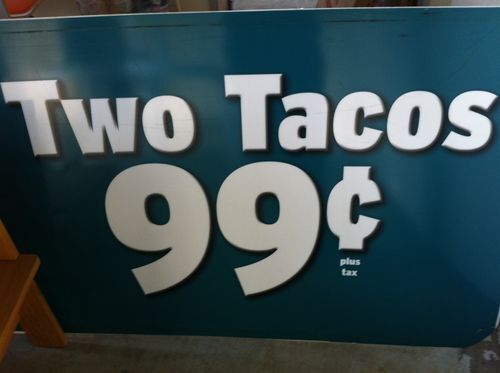 Two Tacos
99¢
plus
tax